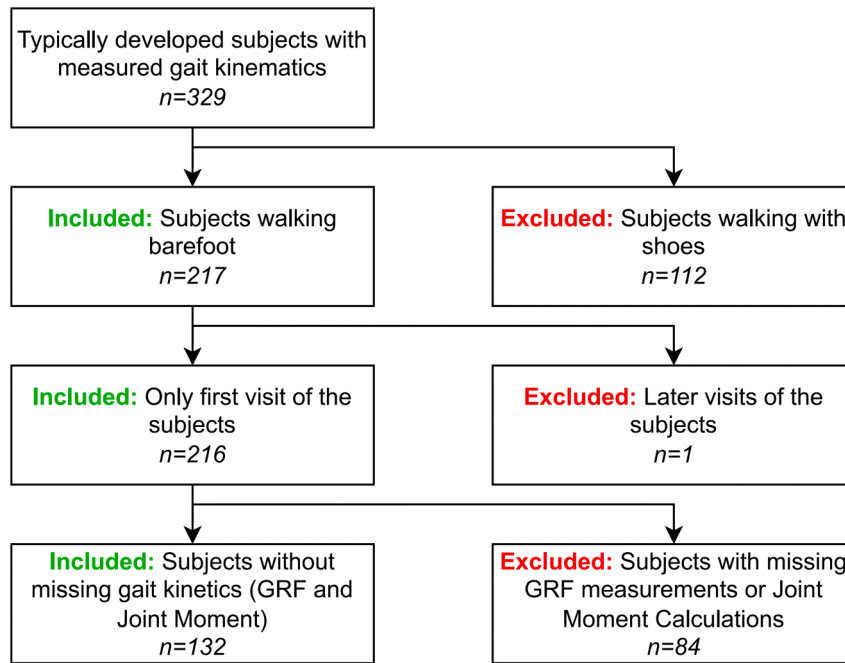 Typically developed subjects with
measured gait kinematics
n=329
Included: Subjects walking
barefoot
n=217
Excluded: Subjects walking with
shoes
n=112
Included: Only first visit of the
subjects
n=216
Excluded: Later visits of the
subjects
n=1
Included: Subjects without
missing gait kinetics (GRF and
Joint Moment)
n=132
Excluded: Subjects with missing
GRF measurements or Joint
Moment Calculations
n=84